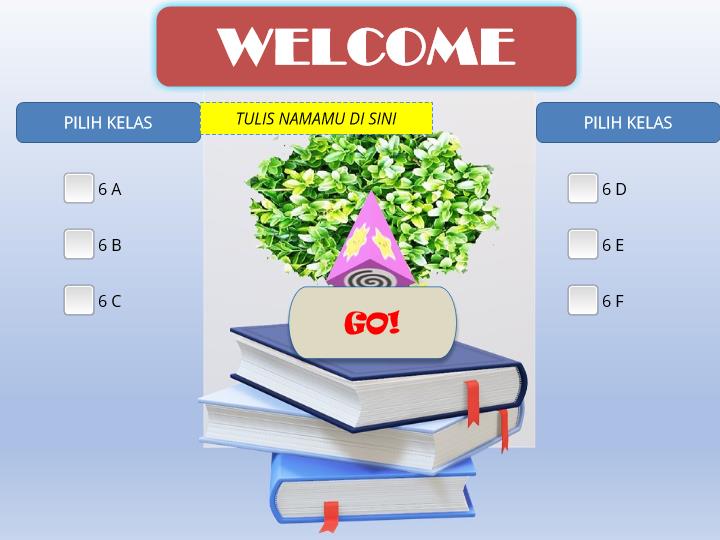 WELCOME
PILIH KELAS
TULIS NAMAMU DI SINI
PILIH KELAS
6 A
6 D
6 B
6 E
6 C
6 F
GO!